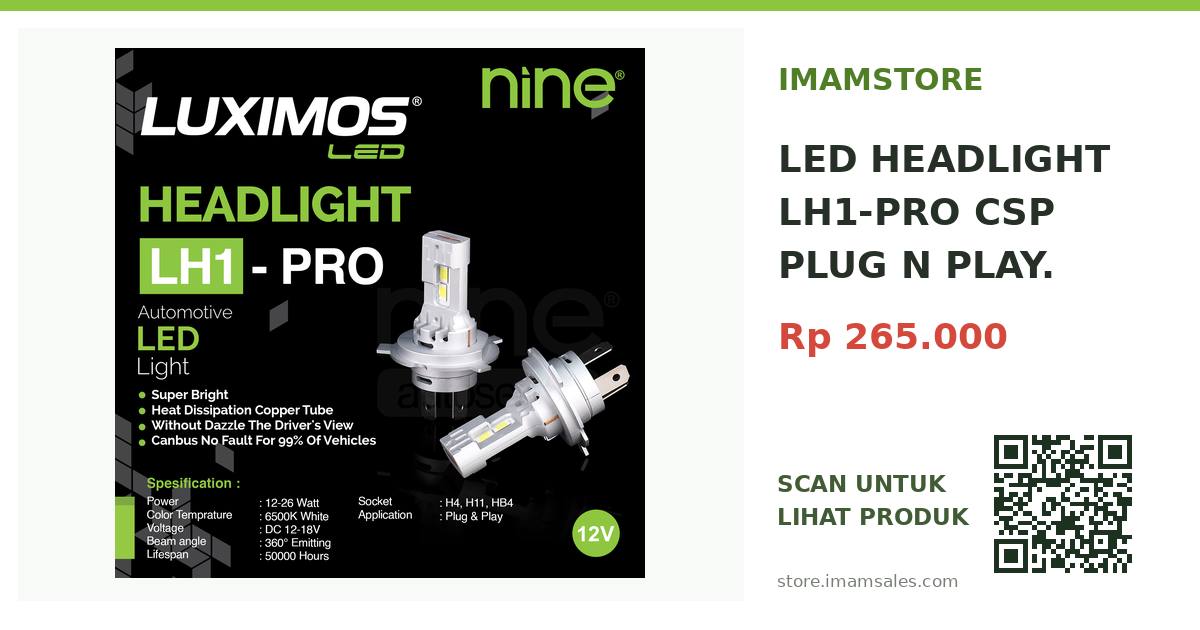 nine®
LUXIMOS®
LED
HEADLIGHT
LH1 - PRO
Automotive
LED
Light
Super Bright
Heat Dissipation Copper Tube
Without Dazzle The Driver's View
Canbus No Fault For 99% Of Vehicles
Spesification :
Power : 12-26 Watt
Color Temprature : 6500K White
Voltage : DC 12-18V
Beam angle : 360° Emitting
Lifespan : 50000 Hours
Socket : H4, H11, HB4
Application : Plug & Play
12V
nine®
IMAMSTORE
LED HEADLIGHT
LH1-PRO CSP
PLUG N PLAY.
Rp 265.000
SCAN UNTUK
LIHAT PRODUK
store.imamsales.com